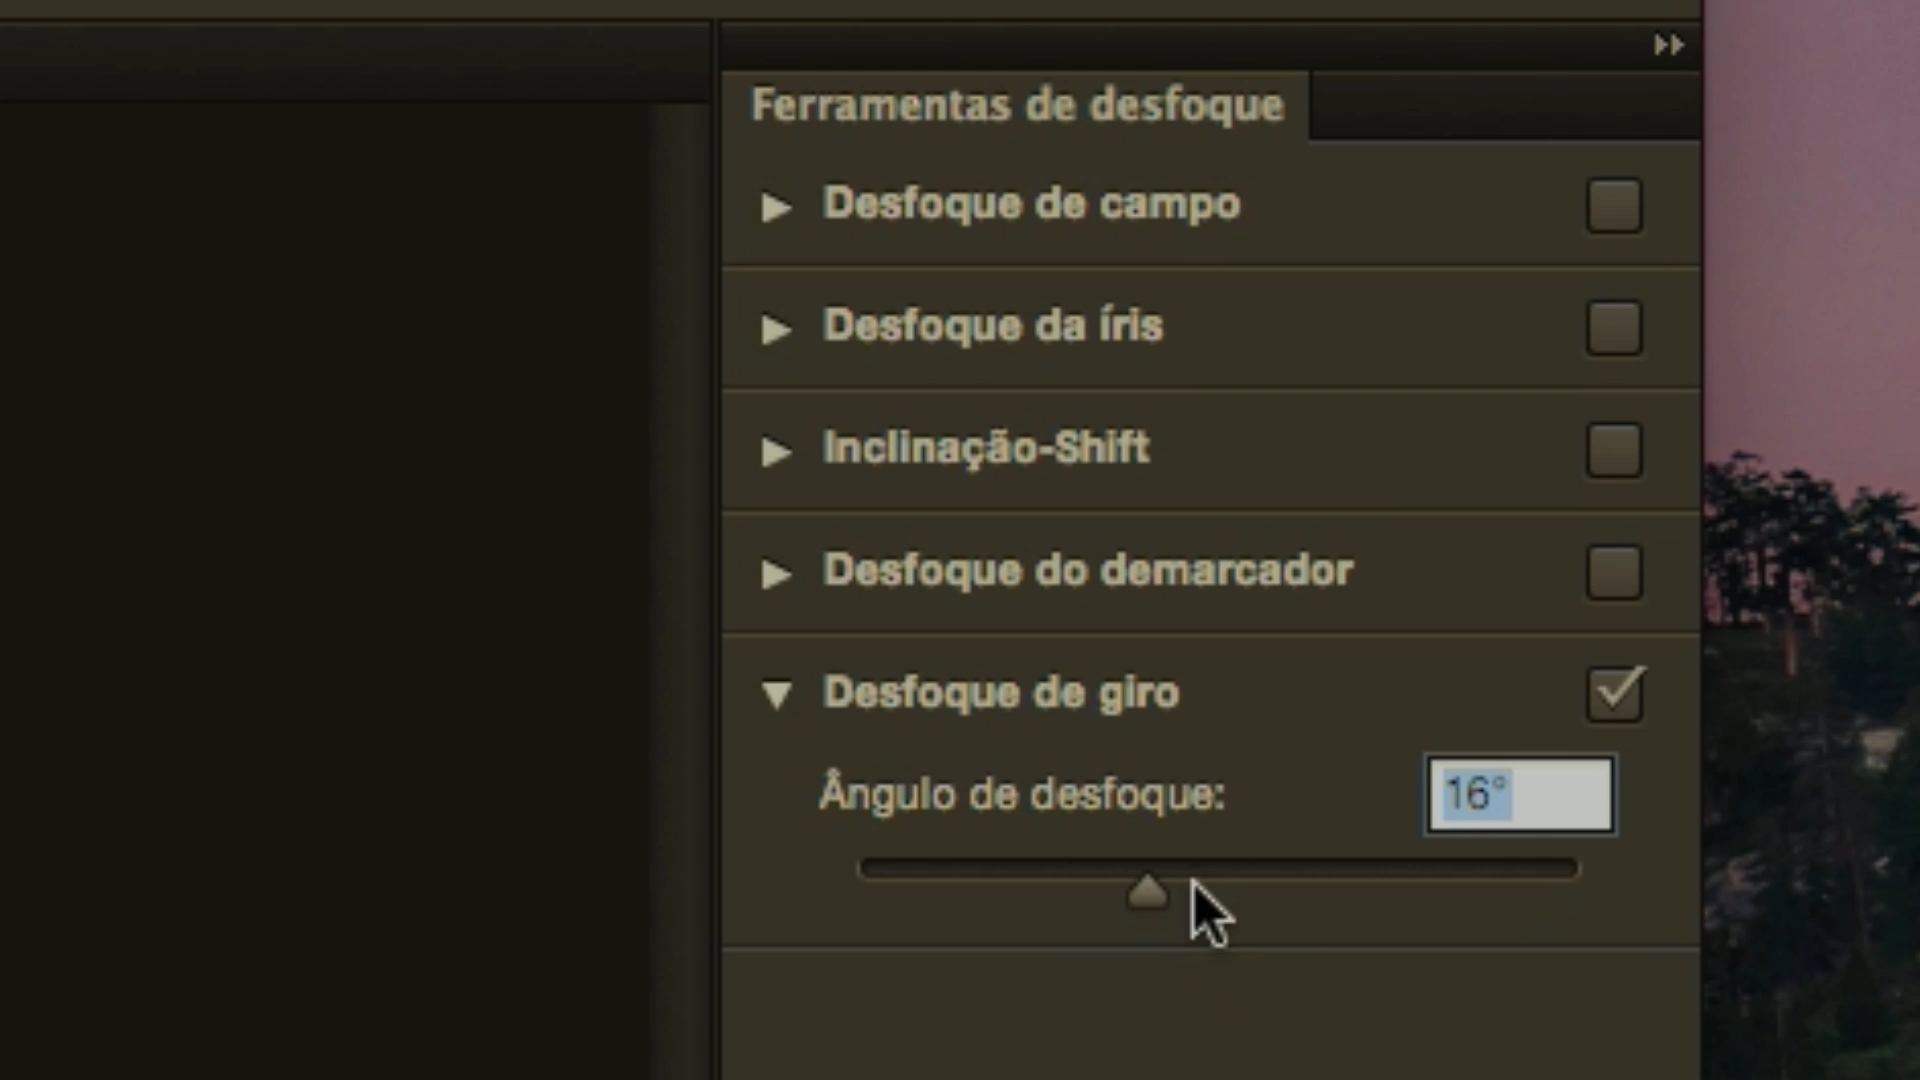 Ferramentas de desfoque
Desfoque de campo
Desfoque da íris
Inclinação-Shift
Desfoque do demarcador
Desfoque de giro
Ângulo de desfoque: 16°